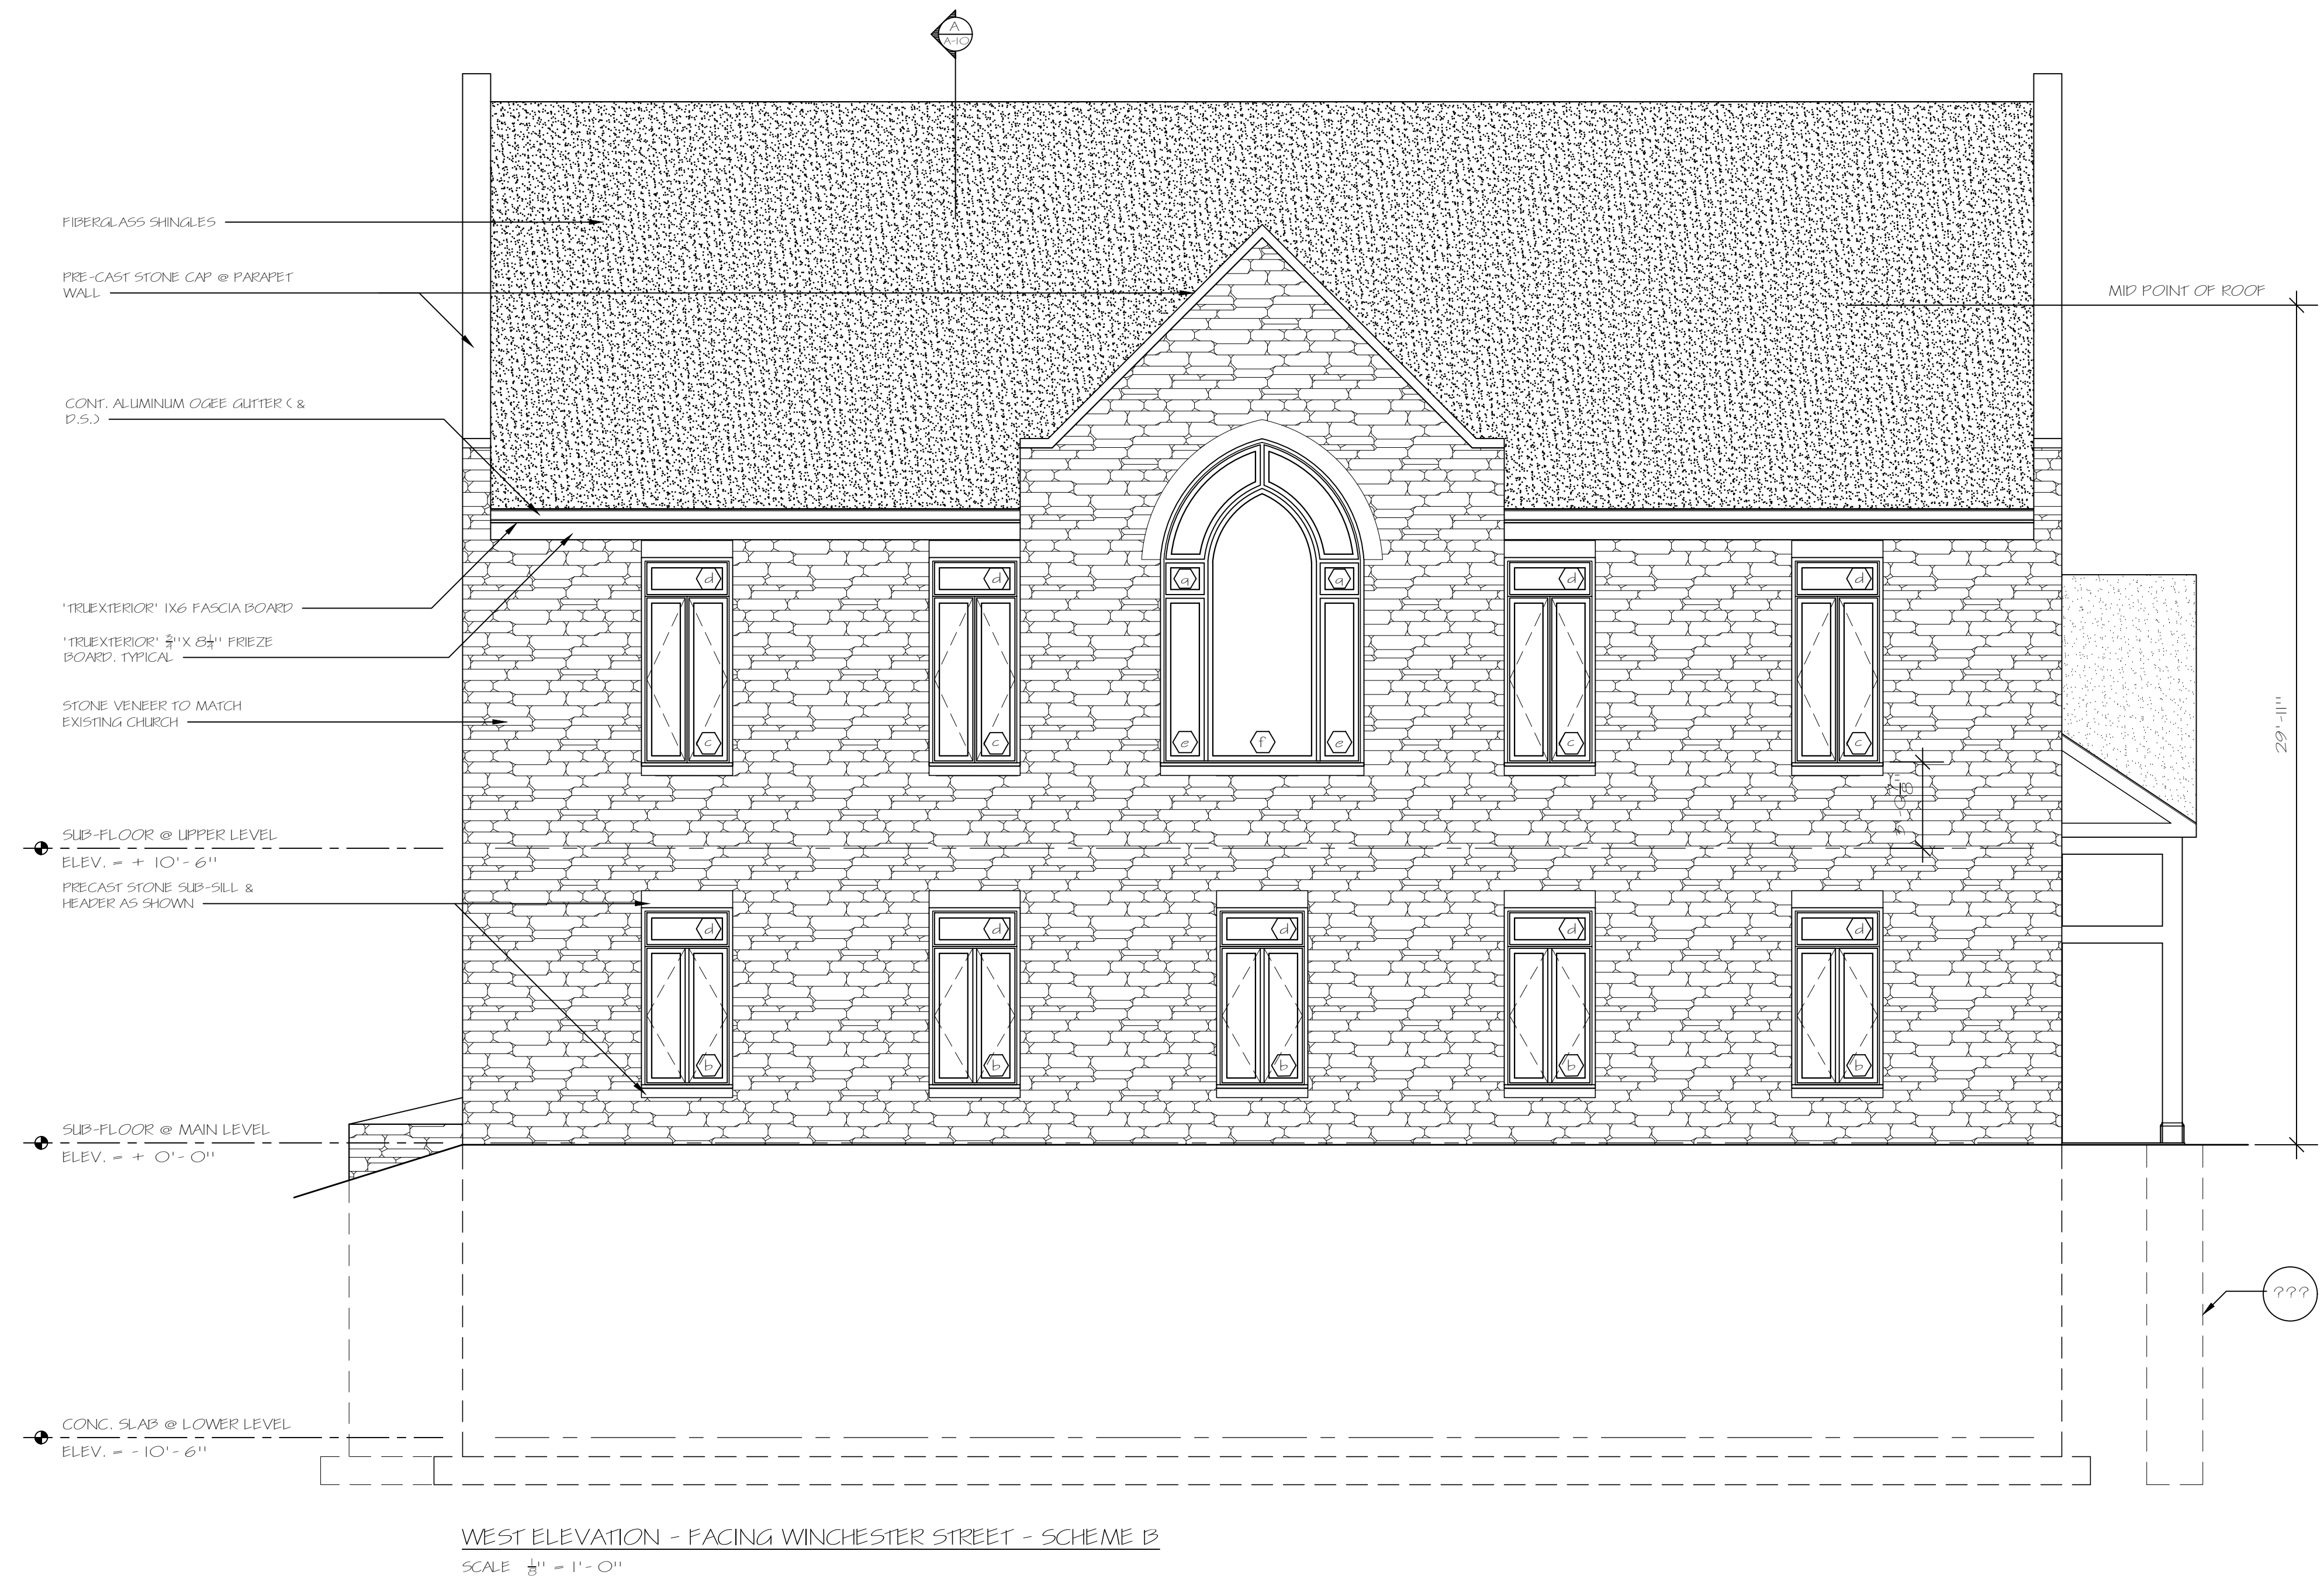 A
A-10
FIBERGLASS SHINGLES
PRE-CAST STONE CAP @ PARAPET
WALL
MID POINT OF ROOF
CONT. ALUMINUM OGEE GUTTER ( &
D.S.)
'TRUEXTERIOR' 1X6 FASCIA BOARD
'TRUEXTERIOR' 3/4"X 8 1/4" FRIEZE
BOARD, TYPICAL
STONE VENEER TO MATCH
EXISTING CHURCH
d d a a d d
c c e f e c c
29'-11"
SUB-FLOOR @ UPPER LEVEL
ELEV. = + 10'- 6"
PRECAST STONE SUB-SILL &
HEADER AS SHOWN
d d d d d
b b b b b
SUB-FLOOR @ MAIN LEVEL
ELEV. = + 0'- 0"
???
CONC. SLAB @ LOWER LEVEL
ELEV. = - 10'- 6"
WEST ELEVATION - FACING WINCHESTER STREET - SCHEME B
SCALE 1/8" = 1'- 0"